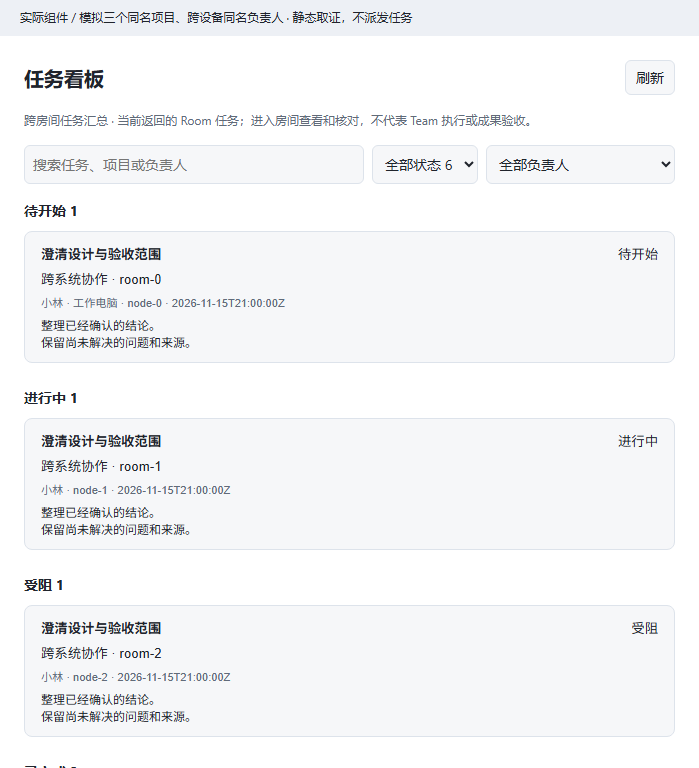 实际组件 / 模拟三个同名项目、跨设备同名负责人 · 静态取证，不派发任务
任务看板
刷新
跨房间任务汇总 · 当前返回的 Room 任务；进入房间查看和核对，不代表 Team 执行或成果验收。
搜索任务、项目或负责人
全部状态 6
全部负责人
待开始 1
澄清设计与验收范围
待开始
跨系统协作 · room-0
小林 · 工作电脑 · node-0 · 2026-11-15T21:00:00Z
整理已经确认的结论。
保留尚未解决的问题和来源。
进行中 1
澄清设计与验收范围
进行中
跨系统协作 · room-1
小林 · node-1 · 2026-11-15T21:00:00Z
整理已经确认的结论。
保留尚未解决的问题和来源。
受阻 1
澄清设计与验收范围
受阻
跨系统协作 · room-2
小林 · node-2 · 2026-11-15T21:00:00Z
整理已经确认的结论。
保留尚未解决的问题和来源。